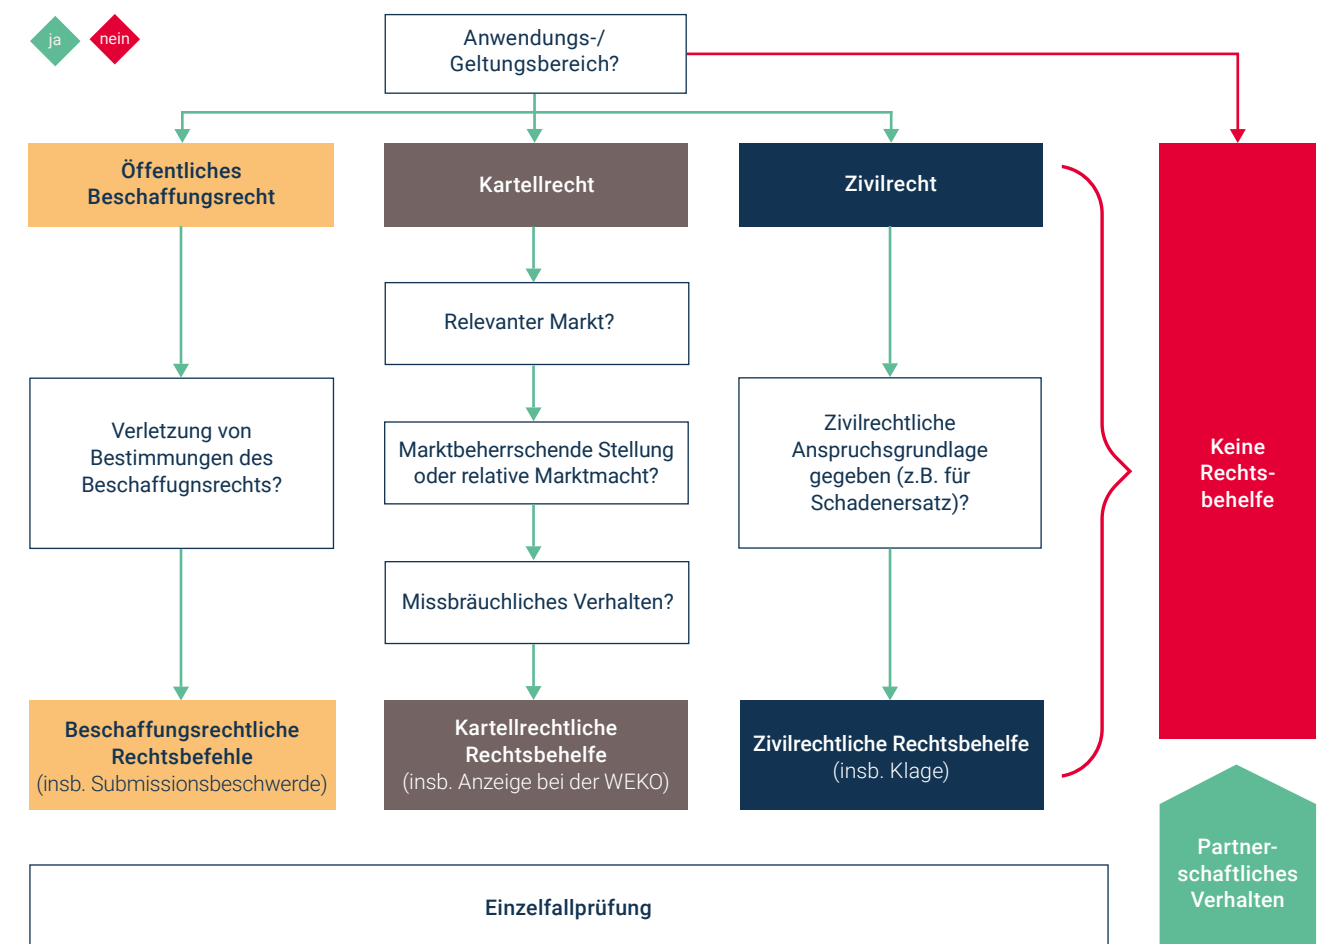 ja
nein
Anwendungs-/
Geltungsbereich?
Öffentliches
Beschaffungsrecht
Kartellrecht
Zivilrecht
Relevanter Markt?
Verletzung von
Bestimmungen des
Beschaffugnsrechts?
Marktbeherrschende Stellung
oder relative Marktmacht?
Zivilrechtliche
Anspruchsgrundlage
gegeben (z.B. für
Schadenersatz)?
Keine
Rechts-
behelfe
Missbräuchliches Verhalten?
Beschaffungsrechtliche
Rechtsbefehle
(insb. Submissionsbeschwerde)
Kartellrechtliche
Rechtsbehelfe
(insb. Anzeige bei der WEKO)
Zivilrechtliche Rechtsbehelfe
(insb. Klage)
Partner-
schaftliches
Verhalten
Einzelfallprüfung